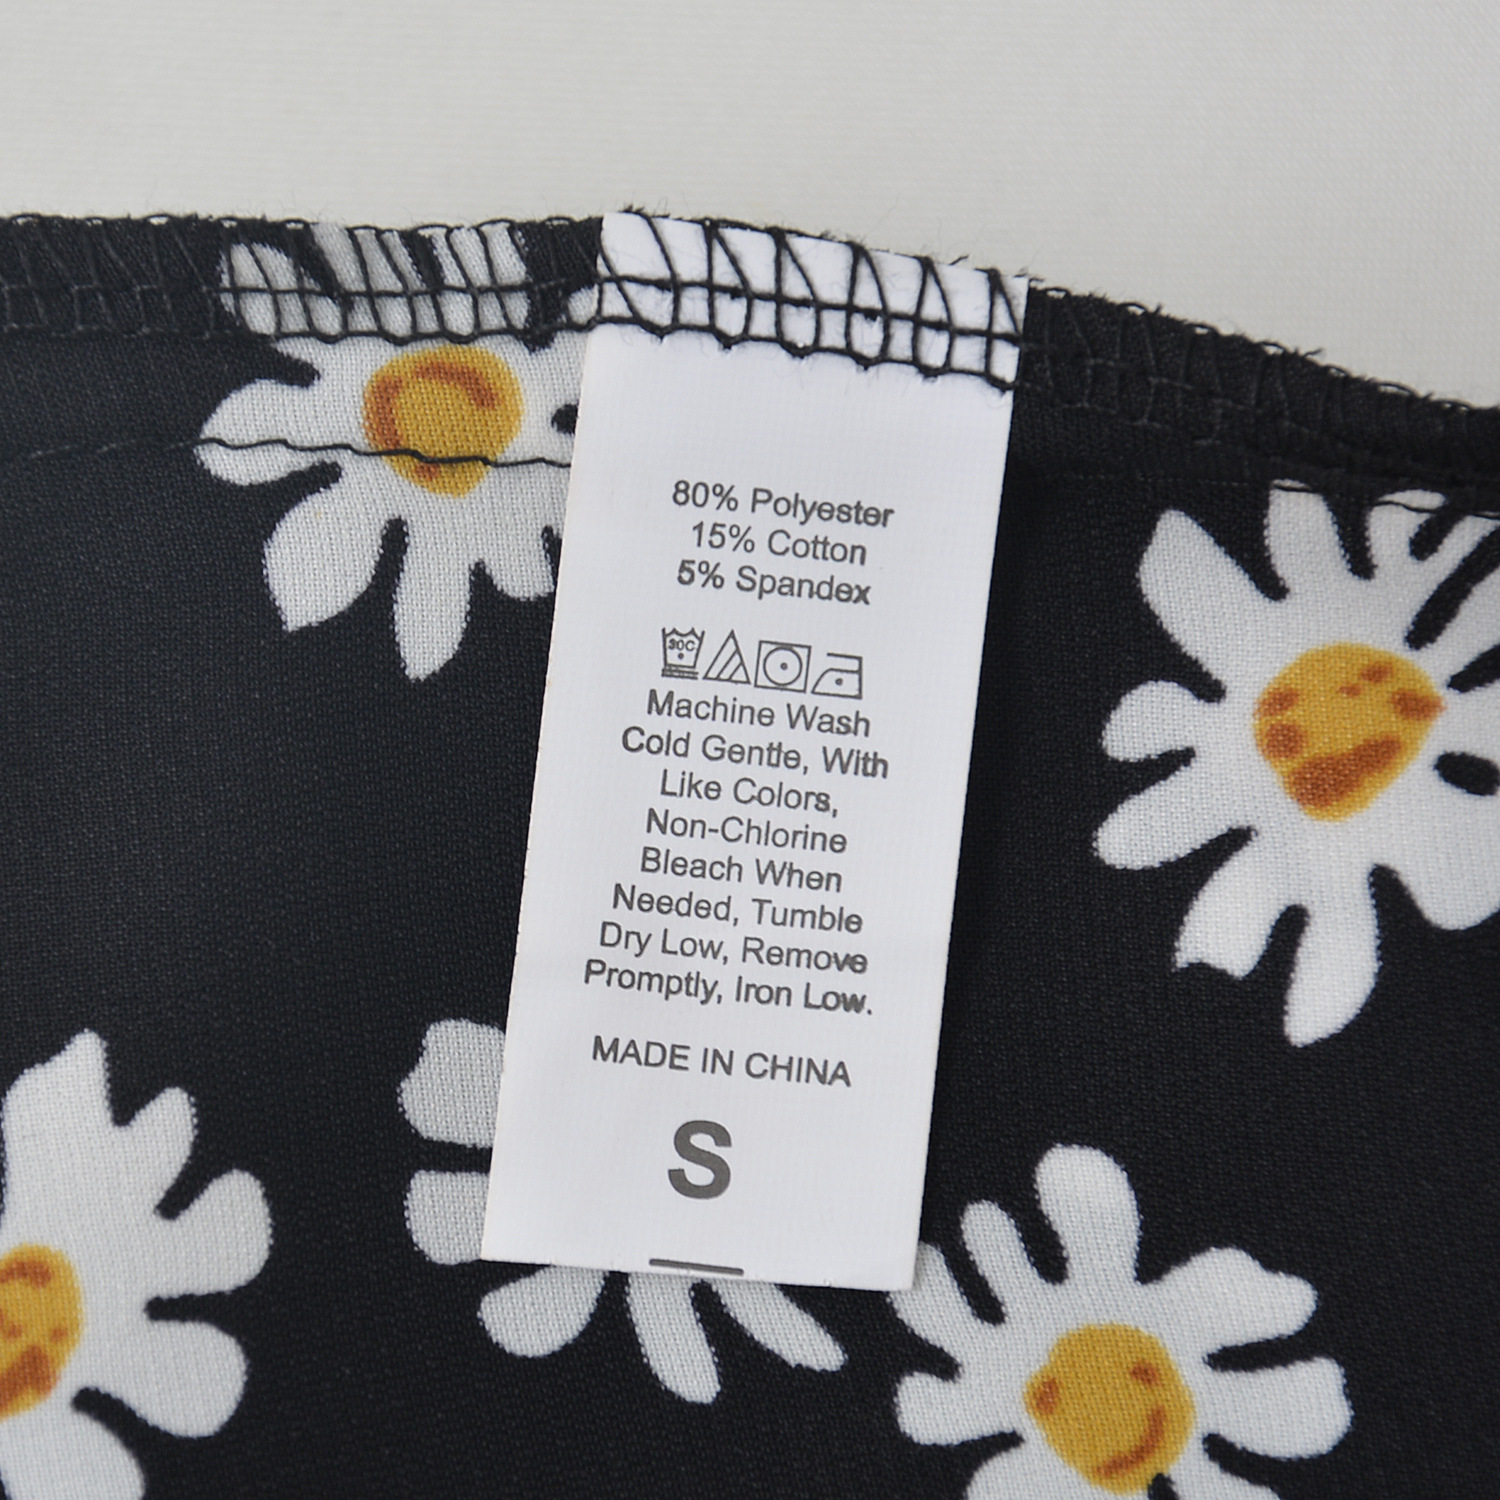 80% Polyester
15% Cotton
5% Spandex
30C
Machine Wash
Cold Gentle, With
Like Colors,
Non-Chlorine
Bleach When
Needed, Tumble
Dry Low, Remove
Promptly, Iron Low.
MADE IN CHINA
S